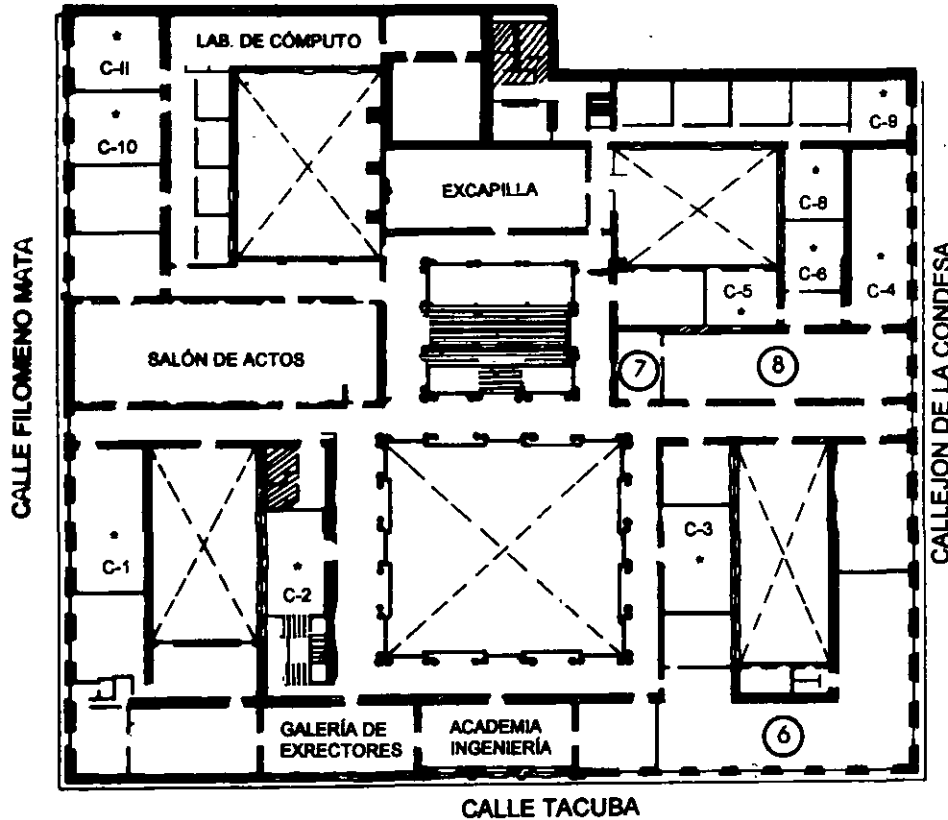 LAB. DE CÓMPUTO
*
C-11
*
C-10
*
C-9
EXCAPILLA
*
C-8
*
C-6
*
C-4
C-5
*
SALÓN DE ACTOS
7
8
CALLE FILOMENO MATA
CALLEJON DE LA CONDESA
*
C-1
*
C-2
C-3
*
GALERÍA DE
EXRECTORES
ACADEMIA
INGENIERÍA
6
CALLE TACUBA